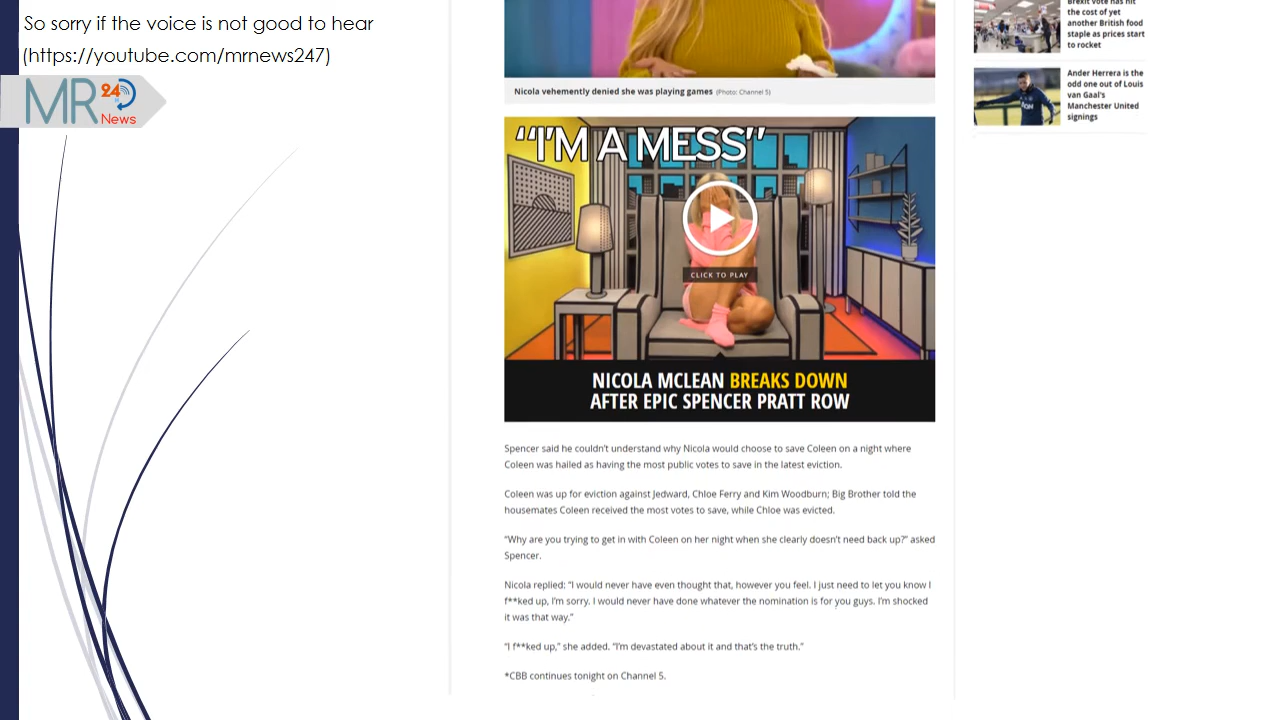 So sorry if the voice is not good to hear
(https://youtube.com/mrnews247)
MR
24
News
Nicola vehemently denied she was playing games (Photo: Channel 5)
"I'M A MESS"
CLICK TO PLAY
NICOLA MCLEAN BREAKS DOWN
AFTER EPIC SPENCER PRATT ROW
Spencer said he couldn't understand why Nicola would choose to save Coleen on a night where
Coleen was hailed as having the most public votes to save in the latest eviction.
Coleen was up for eviction against Jedward, Chloe Ferry and Kim Woodburn; Big Brother told the
housemates Coleen received the most votes to save, while Chloe was evicted.
"Why are you trying to get in with Coleen on her night when she clearly doesn't need back up?" asked
Spencer.
Nicola replied: "I would never have even thought that, however you feel. I just need to let you know I
f**ked up, I'm sorry. I would never have done whatever the nomination is for you guys. I'm shocked
it was that way."
"I f**ked up," she added. "I'm devastated about it and that's the truth."
*CBB continues tonight on Channel 5.
Brexit vote has hit
the cost of yet
another British food
staple as prices start
to rocket
Ander Herrera is the
odd one out of Louis
van Gaal's
Manchester United
signings